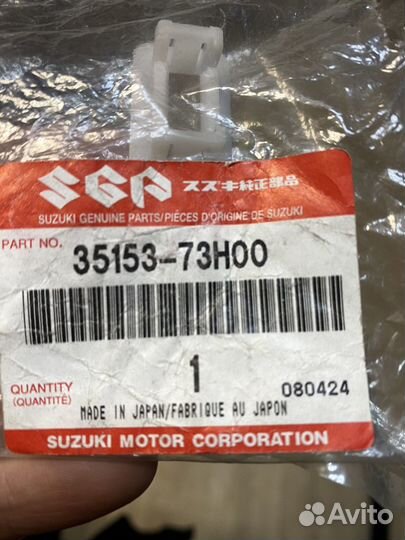 SGP スズキ純正部品
SUZUKI GENUINE PARTS/PIÈCES D'ORIGINE DE SUZUKI
PART NO. 35153-73H00
QUANTITY 1 080424
(QUANTITÉ)
MADE IN JAPAN/FABRIQUE AU JAPON
SUZUKI MOTOR CORPORATION
Avito